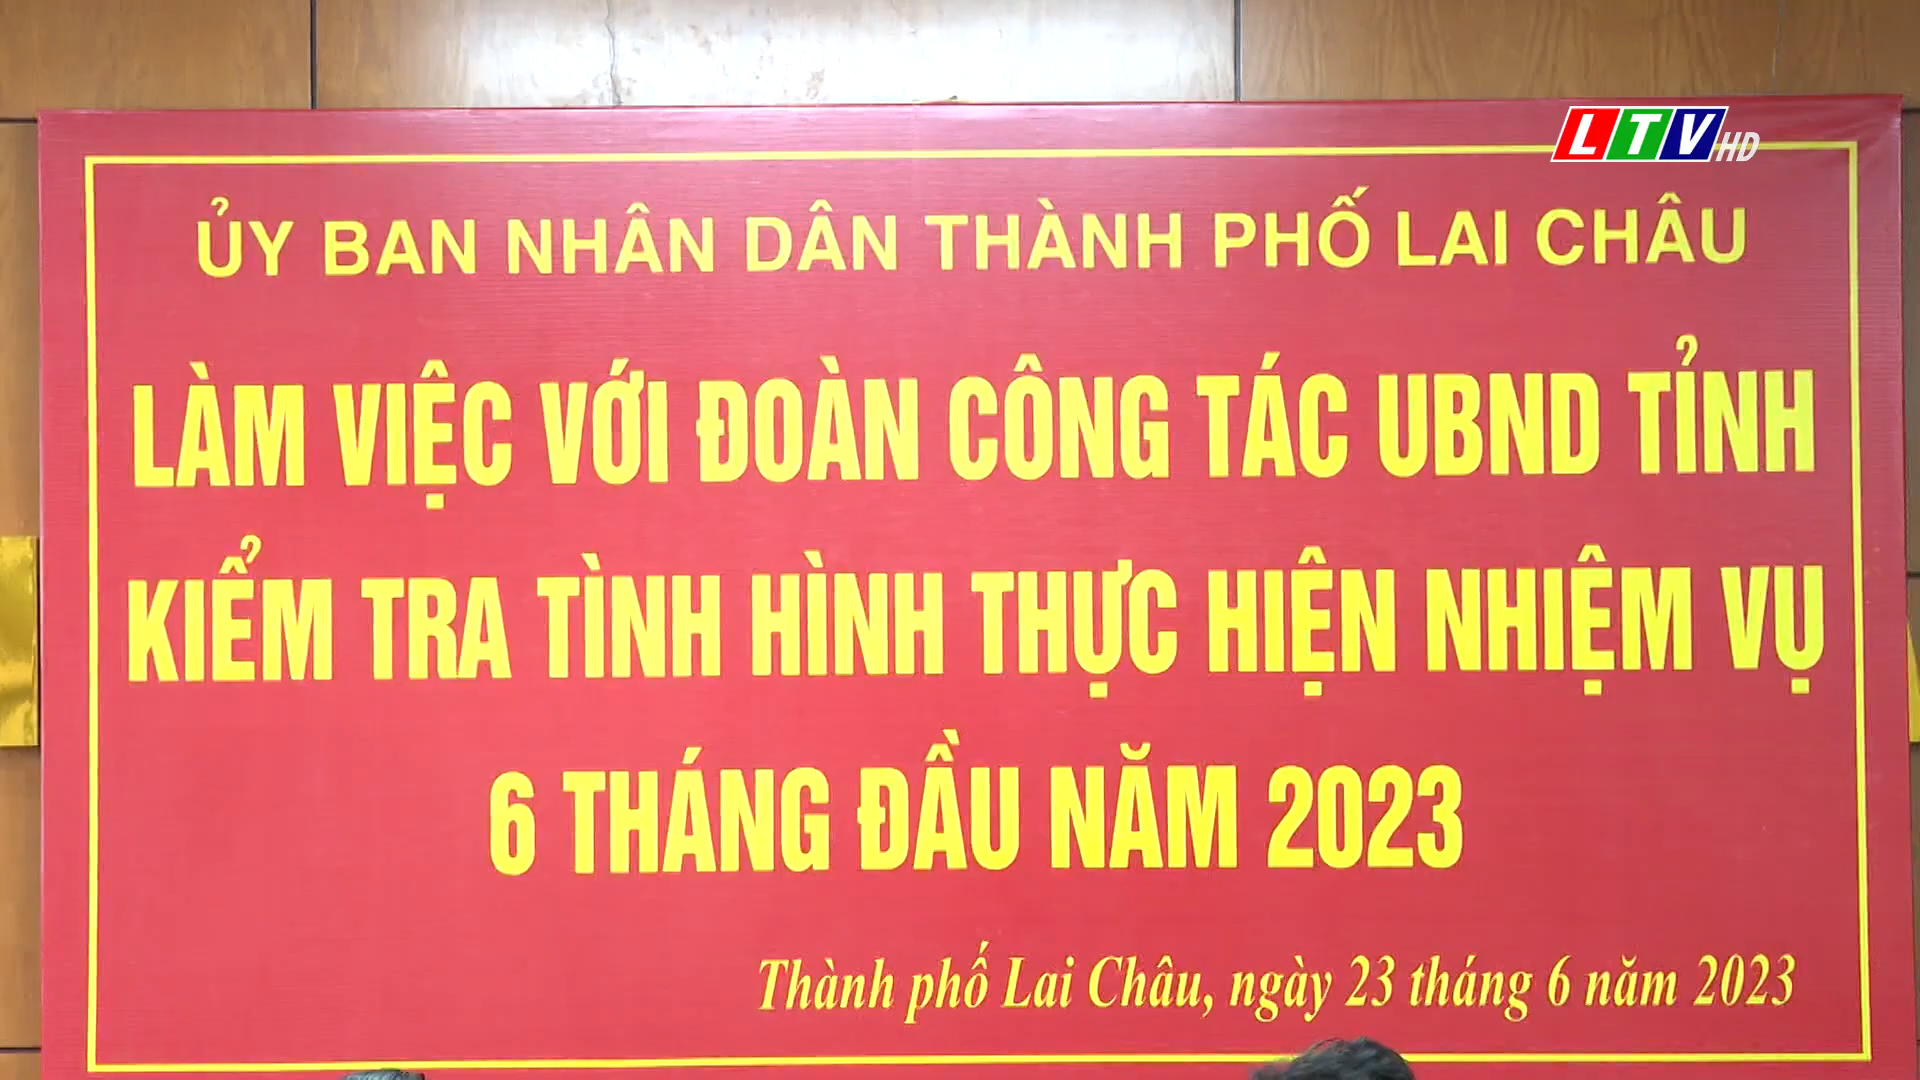 LTV HD
ỦY BAN NHÂN DÂN THÀNH PHỐ LAI CHÂU
LÀM VIỆC VỚI ĐOÀN CÔNG TÁC UBND TỈNH
KIỂM TRA TÌNH HÌNH THỰC HIỆN NHIỆM VỤ
6 THÁNG ĐẦU NĂM 2023
Thành phố Lai Châu, ngày 23 tháng 6 năm 2023